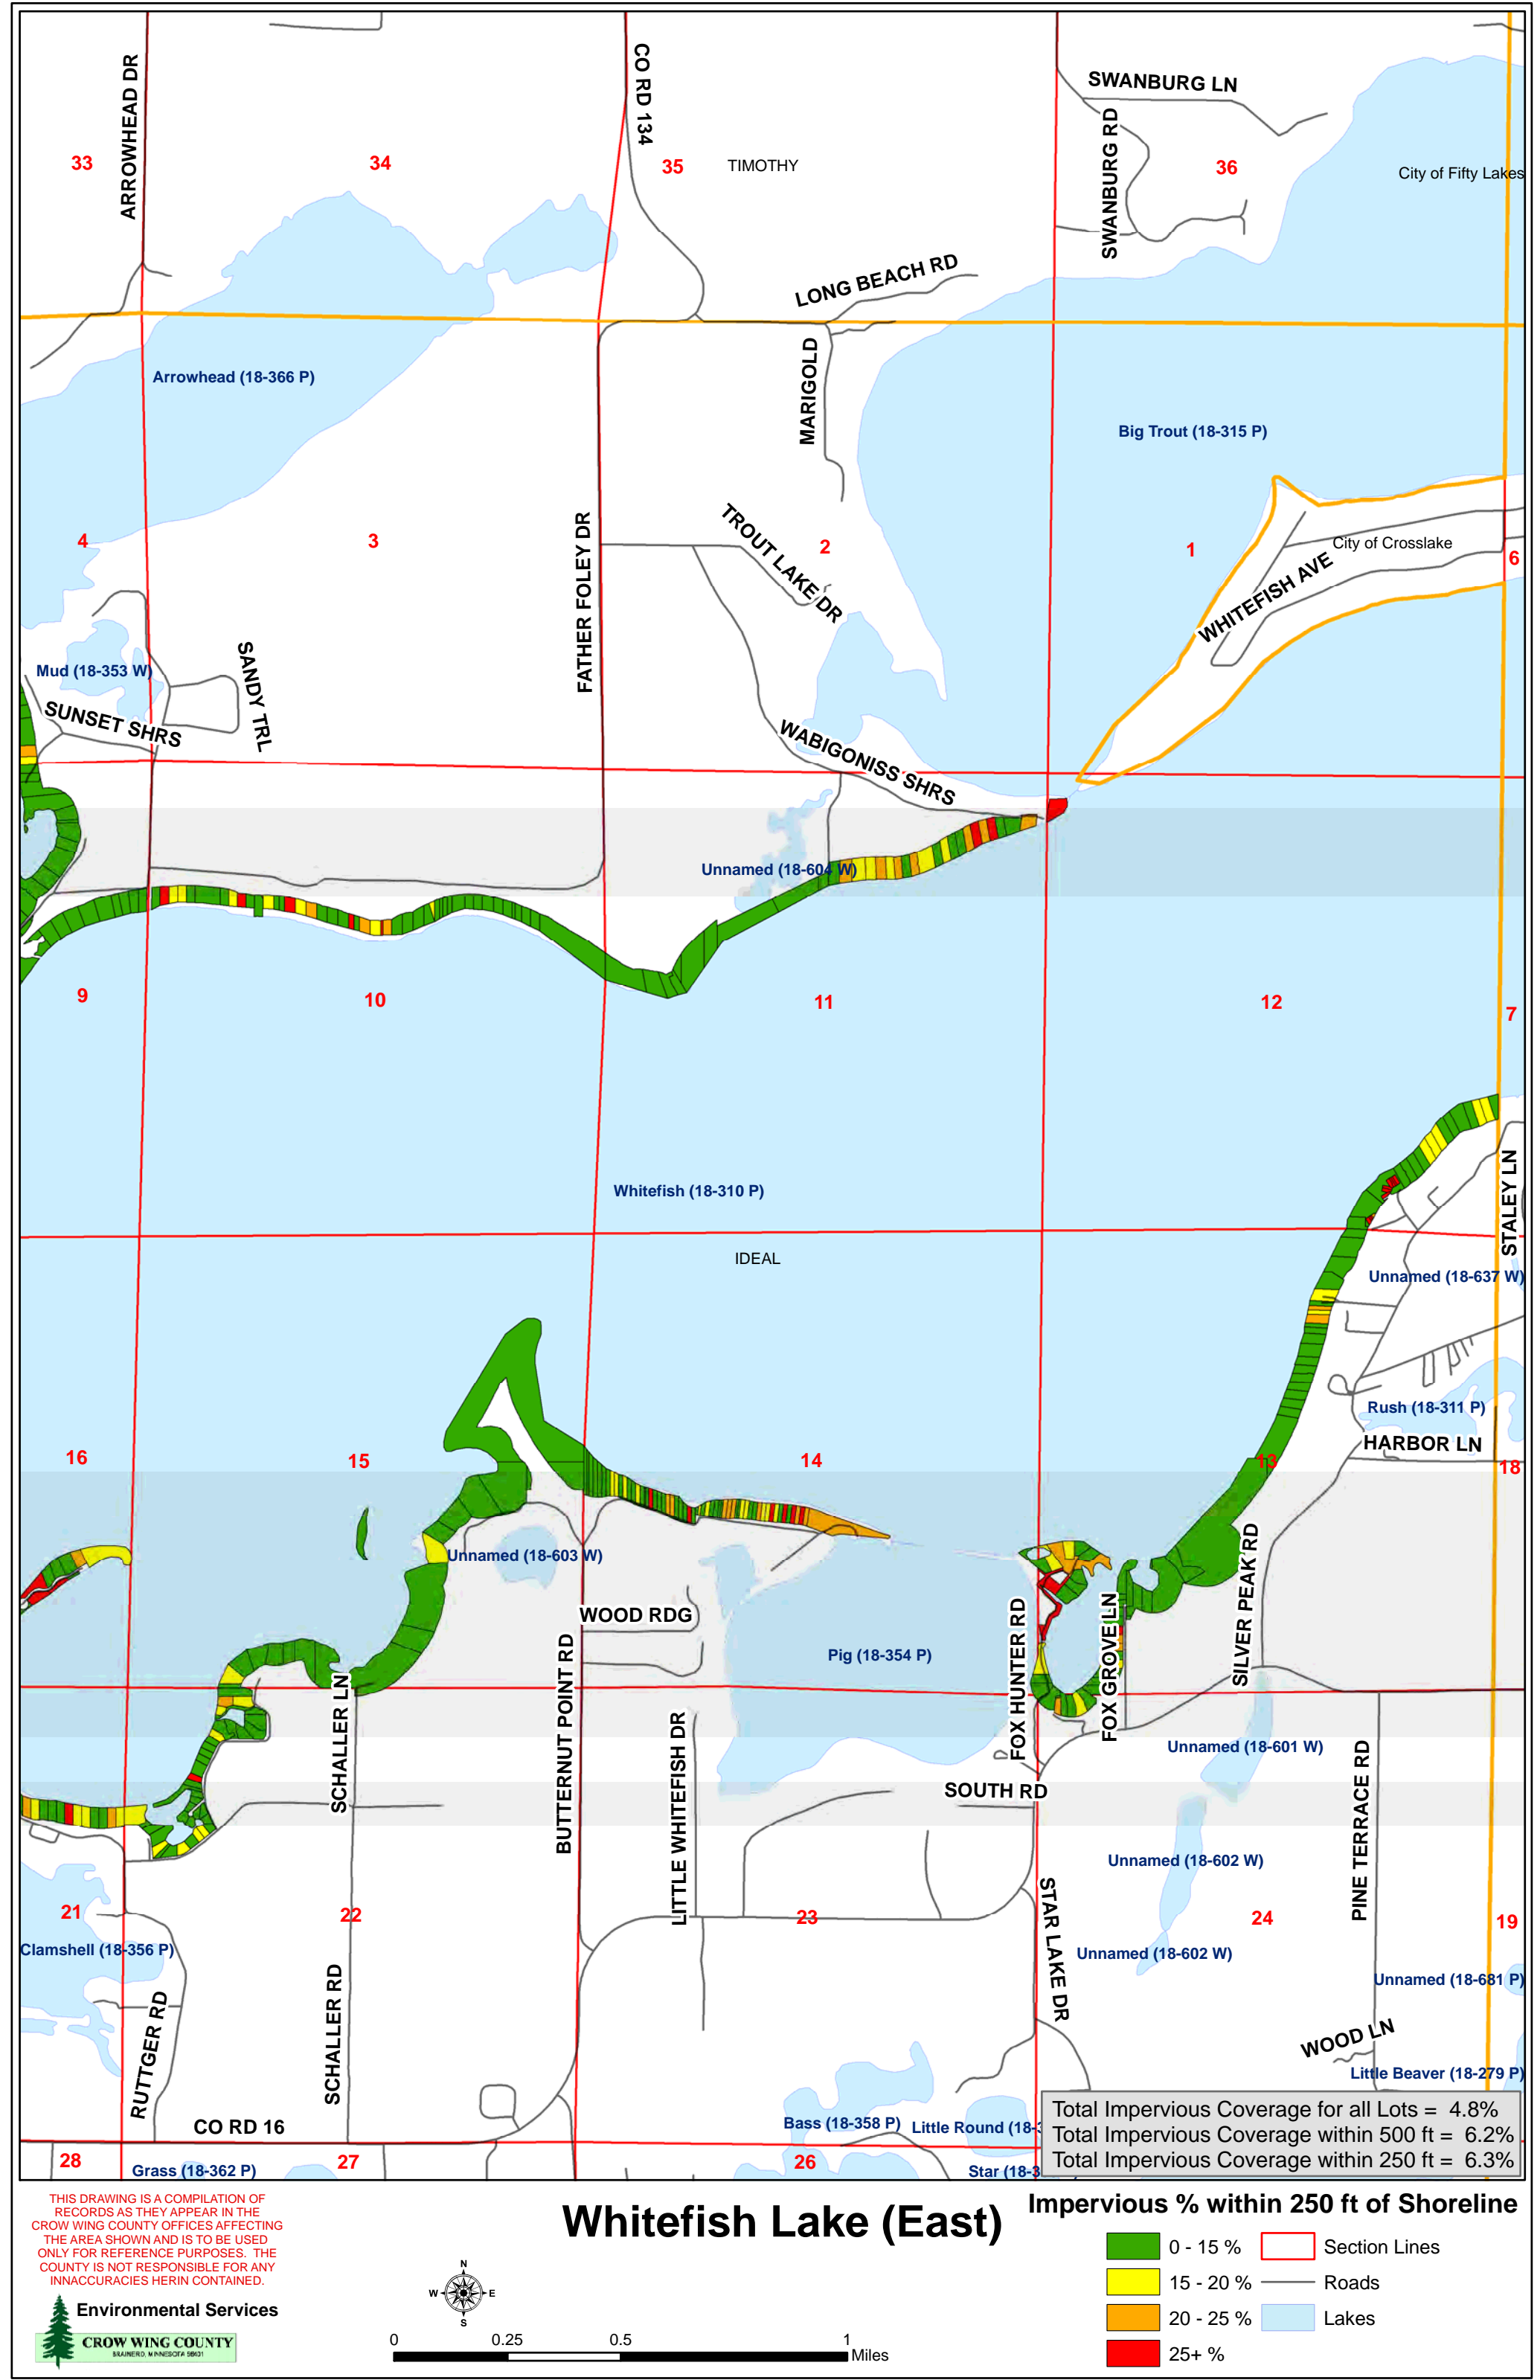 SWANBURG LN
ARROWHEAD DR
CO RD 134
SWANBURG RD
33
34
35
TIMOTHY
36
City of Fifty Lakes
LONG BEACH RD
MARIGOLD
Arrowhead (18-366 P)
Big Trout (18-315 P)
TROUT LAKE DR
FATHER FOLEY DR
4
3
2
1
City of Crosslake
6
WHITEFISH AVE
Mud (18-353 W)
SANDY TRL
SUNSET SHRS
WABIGONISS SHRS
Unnamed (18-604 W)
9
10
11
12
7
Whitefish (18-310 P)
STALEY LN
IDEAL
Unnamed (18-637 W)
Rush (18-311 P)
HARBOR LN
16
15
14
13
18
Unnamed (18-603 W)
WOOD RDG
Pig (18-354 P)
SILVER PEAK RD
FOX HUNTER RD
FOX GROVE LN
BUTTERNUT POINT RD
SCHALLER LN
LITTLE WHITEFISH DR
Unnamed (18-601 W)
SOUTH RD
PINE TERRACE RD
Unnamed (18-602 W)
21
22
23
24
19
STAR LAKE DR
Clamshell (18-356 P)
Unnamed (18-602 W)
Unnamed (18-681 P)
RUTTGER RD
SCHALLER RD
WOOD LN
Little Beaver (18-279 P)
CO RD 16
Bass (18-358 P)
Little Round (18-3
28
Grass (18-362 P)
27
26
Star (18-3
Total Impervious Coverage for all Lots = 4.8%
Total Impervious Coverage within 500 ft = 6.2%
Total Impervious Coverage within 250 ft = 6.3%
THIS DRAWING IS A COMPILATION OF
RECORDS AS THEY APPEAR IN THE
CROW WING COUNTY OFFICES AFFECTING
THE AREA SHOWN AND IS TO BE USED
ONLY FOR REFERENCE PURPOSES. THE
COUNTY IS NOT RESPONSIBLE FOR ANY
INNACCURACIES HERIN CONTAINED.
Environmental Services
CROW WING COUNTY
BRAINERD, MINNESOTA 56401
Whitefish Lake (East)
N
W
E
S
0
0.25
0.5
1
Miles
Impervious % within 250 ft of Shoreline
0 - 15 %
Section Lines
15 - 20 %
Roads
20 - 25 %
Lakes
25+ %